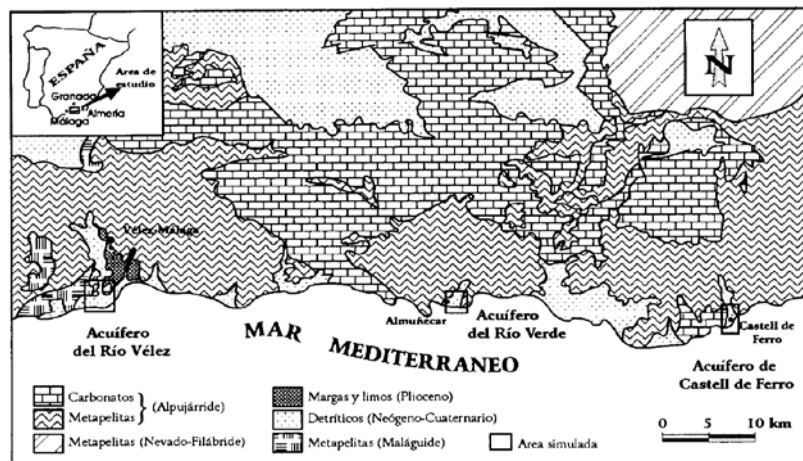 ESPAÑA
Area de
estudio
Granada
Almería
Málaga
N
Vélez-Málaga
Acuífero
del Río Vélez
MAR MEDITERRANEO
Almuñécar
Acuífero
del Río Verde
Castell de
Ferro
Acuífero de
Castell de Ferro
Carbonatos
Metapelitas
(Alpujárride)
Metapelitas (Nevado-Filábride)
Margas y limos (Plioceno)
Detríticos (Neógeno-Cuaternario)
Metapelitas (Maláguide)
Area simulada
0 5 10 km